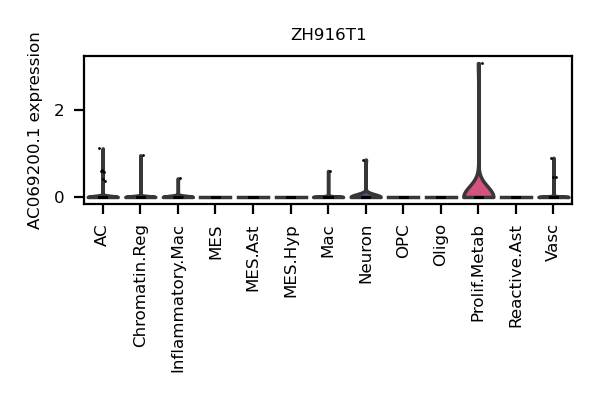 ZH916T1
AC069200.1 expression
2
0
AC
Chromatin.Reg
Inflammatory.Mac
MES
MES.Ast
MES.Hyp
Mac
Neuron
OPC
Oligo
Prolif.Metab
Reactive.Ast
Vasc